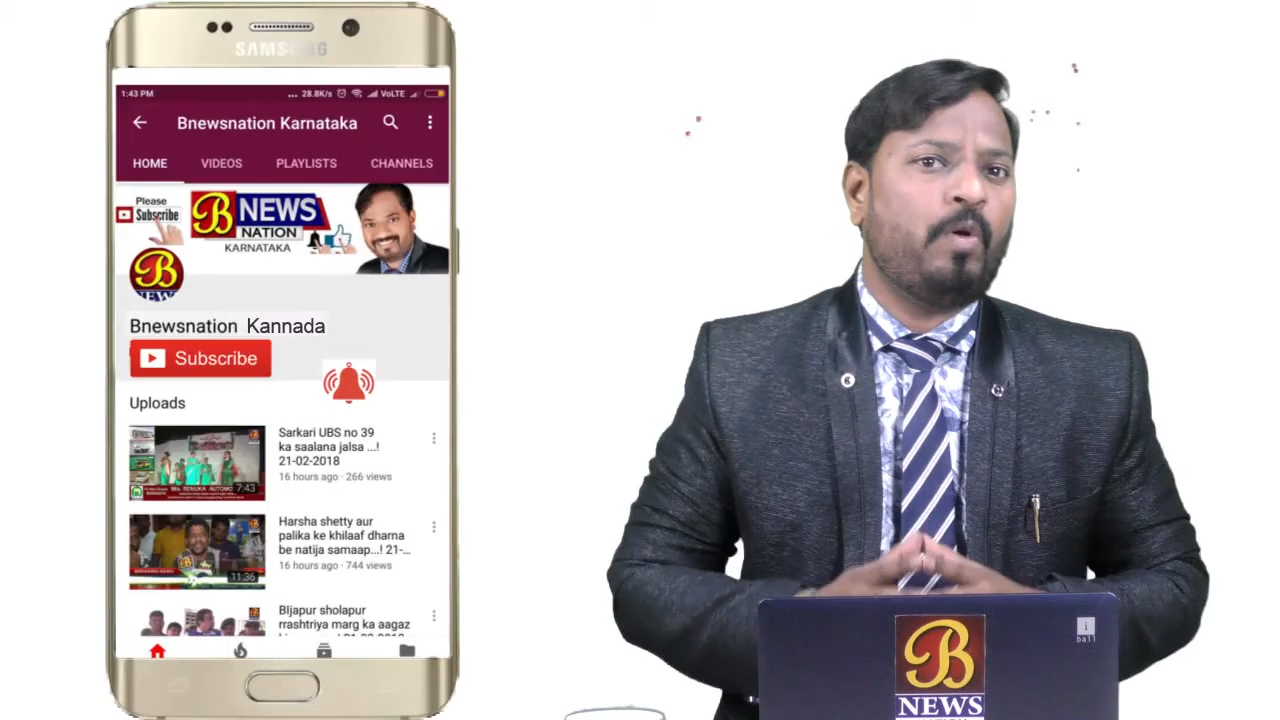 SAMSUNG
1:43 PM
... 28.8K/s VoLTE
Bnewsnation Karnataka
HOME VIDEOS PLAYLISTS CHANNELS
Please
Subscribe
B NEWS
NATION
KARNATAKA
B
NEW
Bnewsnation Kannada
Subscribe
Uploads
Sarkari UBS no 39
ka saalana jalsa ...!
21-02-2018
16 hours ago · 266 views
7:43
Harsha shetty aur
palika ke khilaaf dharna
be natija samaap...! 21-...
16 hours ago · 744 views
11:36
BIjapur sholapur
rrashtriya marg ka aagaz
i
ball
B
NEWS